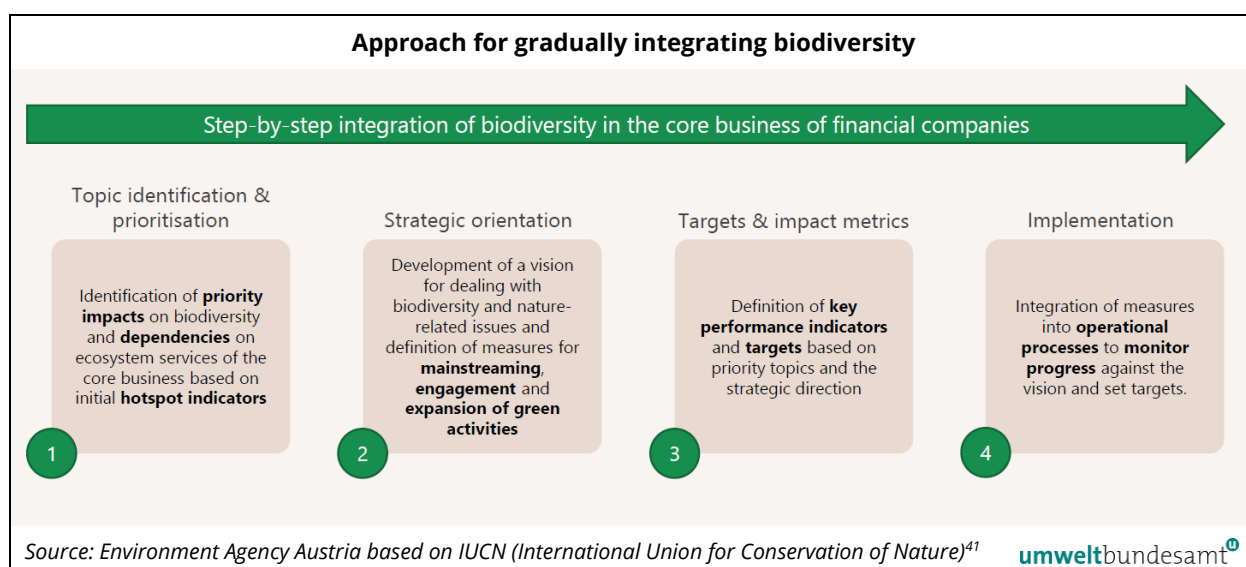 Approach for gradually integrating biodiversity
Step-by-step integration of biodiversity in the core business of financial companies
Topic identification &
prioritisation
Identification of priority
impacts on biodiversity
and dependencies on
ecosystem services of the
core business based on
initial hotspot indicators
1
Strategic orientation
Development of a vision
for dealing with
biodiversity and nature-
related issues and
definition of measures for
mainstreaming,
engagement and
expansion of green
activities
2
Targets & impact metrics
Definition of key
performance indicators
and targets based on
priority topics and the
strategic direction
3
Implementation
Integration of measures
into operational
processes to monitor
progress against the
vision and set targets.
4
Source: Environment Agency Austria based on IUCN (International Union for Conservation of Nature)41
umweltbundesamt u